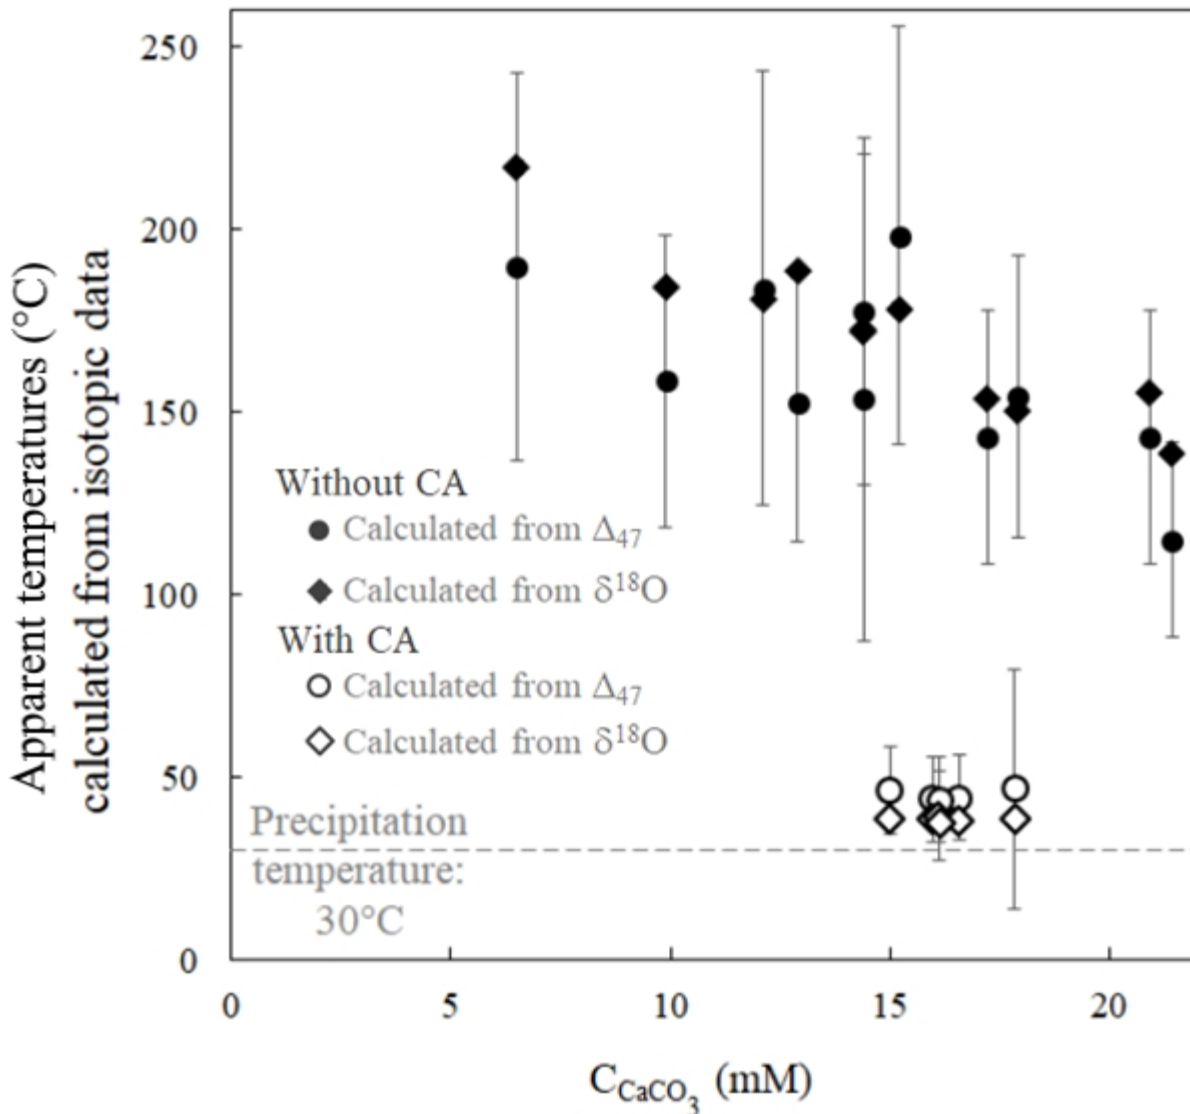 250
200
150
100
50
0
0
5
10
15
20
Apparent temperatures (°C)
calculated from isotopic data
Without CA
Calculated from Δ₄₇
Calculated from δ¹⁸O
With CA
Calculated from Δ₄₇
Calculated from δ¹⁸O
Precipitation
temperature:
30°C
C_CaCO₃ (mM)